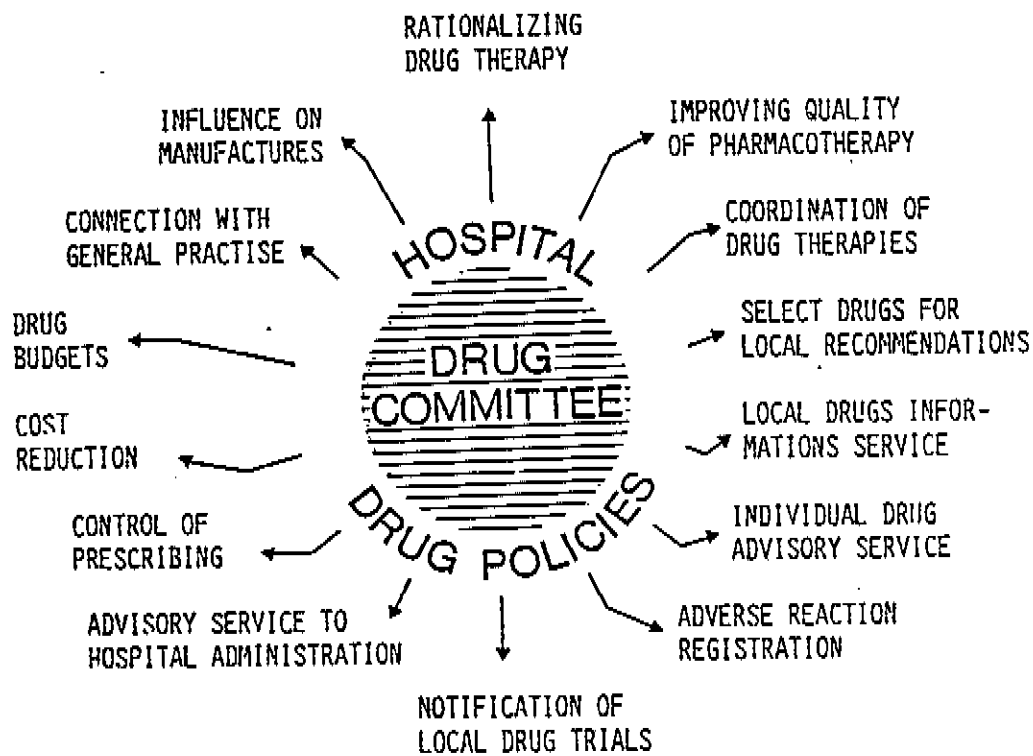 RATIONALIZING
DRUG THERAPY
INFLUENCE ON
MANUFACTURES
IMPROVING QUALITY
OF PHARMACOTHERAPY
CONNECTION WITH
GENERAL PRACTISE
COORDINATION OF
DRUG THERAPIES
HOSPITAL
DRUG
BUDGETS
SELECT DRUGS FOR
LOCAL RECOMMENDATIONS
DRUG
COMMITTEE
COST
REDUCTION
LOCAL DRUGS INFOR-
MATIONS SERVICE
DRUG POLICIES
CONTROL OF
PRESCRIBING
INDIVIDUAL DRUG
ADVISORY SERVICE
ADVISORY SERVICE TO
HOSPITAL ADMINISTRATION
ADVERSE REACTION
REGISTRATION
NOTIFICATION OF
LOCAL DRUG TRIALS